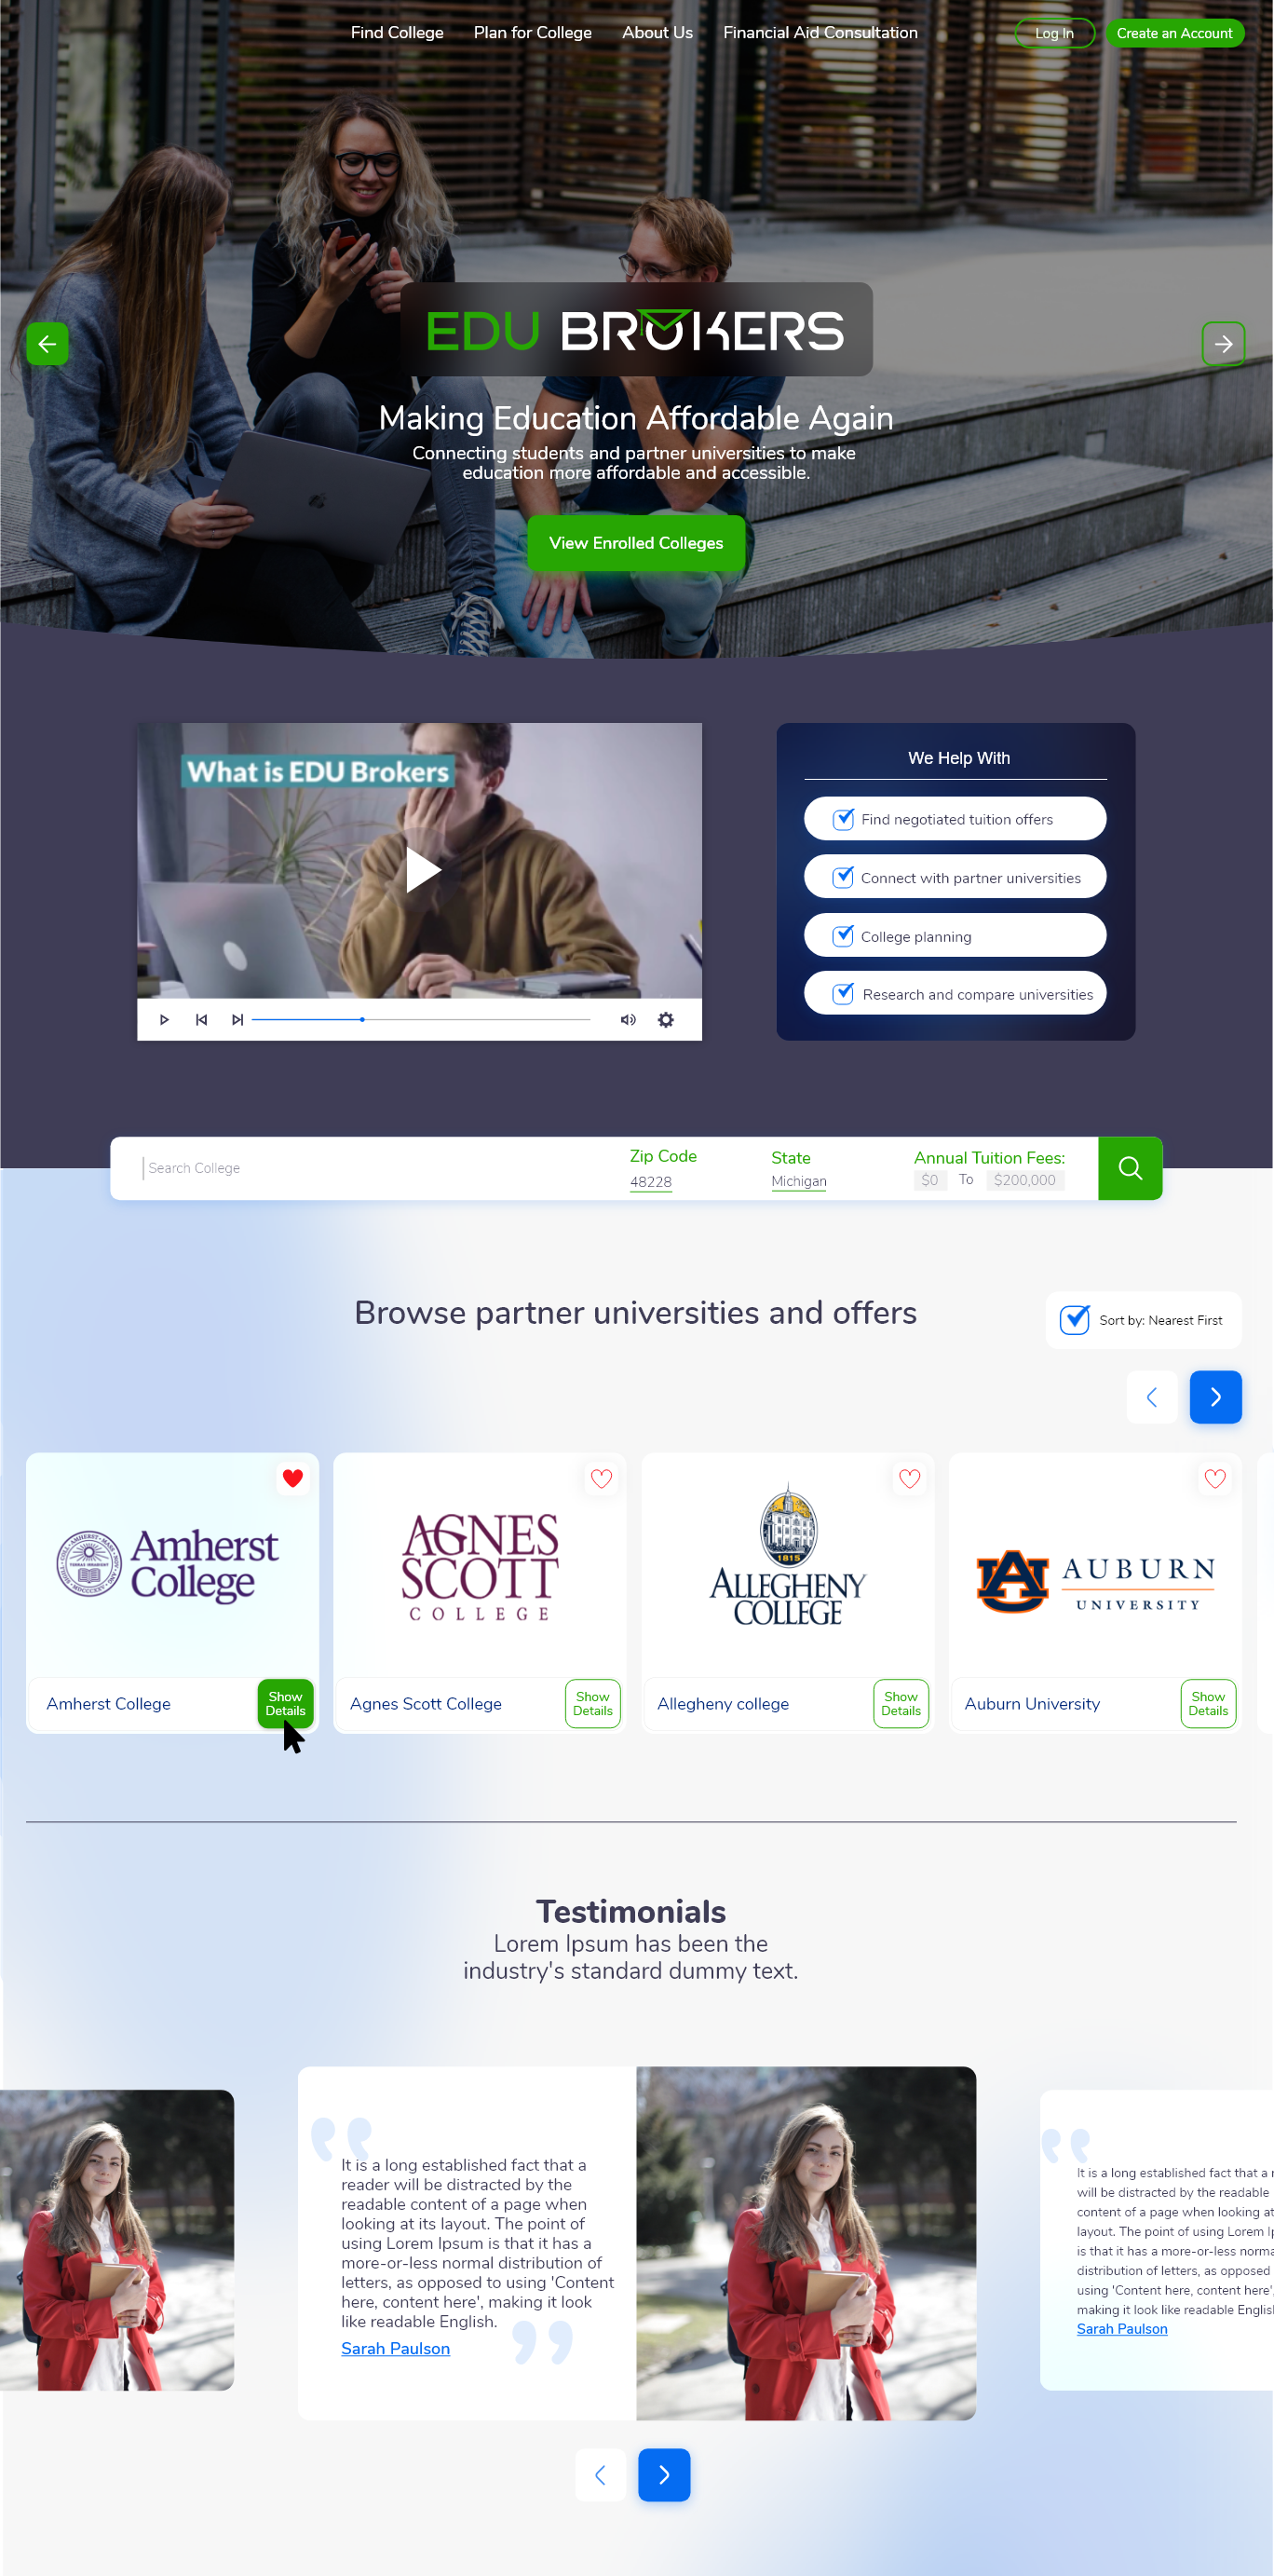 Find College
Plan for College
About Us
Financial Aid Consultation
Log In
Create an Account
EDU BROKERS
Making Education Affordable Again
Connecting students and partner universities to make
education more affordable and accessible.
View Enrolled Colleges
What is EDU Brokers
We Help With
Find negotiated tuition offers
Connect with partner universities
College planning
Research and compare universities
Search College
Zip Code
48228
State
Michigan
Annual Tuition Fees:
$0 To $200,000
Browse partner universities and offers
Sort by: Nearest First
Amherst
College
AGNES
SCOTT
COLLEGE
1815
ALLEGHENY
COLLEGE
AUBURN
UNIVERSITY
Amherst College
Show
Details
Agnes Scott College
Show
Details
Allegheny college
Show
Details
Auburn University
Show
Details
Testimonials
Lorem Ipsum has been the
industry's standard dummy text.
It is a long established fact that a
reader will be distracted by the
readable content of a page when
looking at its layout. The point of
using Lorem Ipsum is that it has a
more-or-less normal distribution of
letters, as opposed to using 'Content
here, content here', making it look
like readable English.
Sarah Paulson
It is a long established fact that a
will be distracted by the readable
content of a page when looking at
layout. The point of using Lorem
is that it has a more-or-less
distribution of letters, as opposed
using 'Content here, content here',
making it look like readable
Sarah Paulson